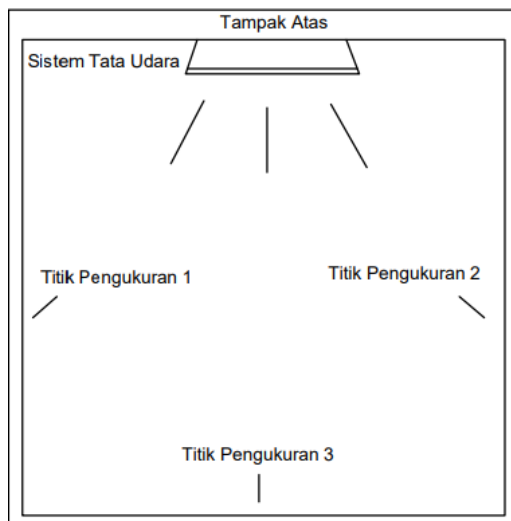 Tampak Atas
Sistem Tata Udara
Titik Pengukuran 1
Titik Pengukuran 2
Titik Pengukuran 3